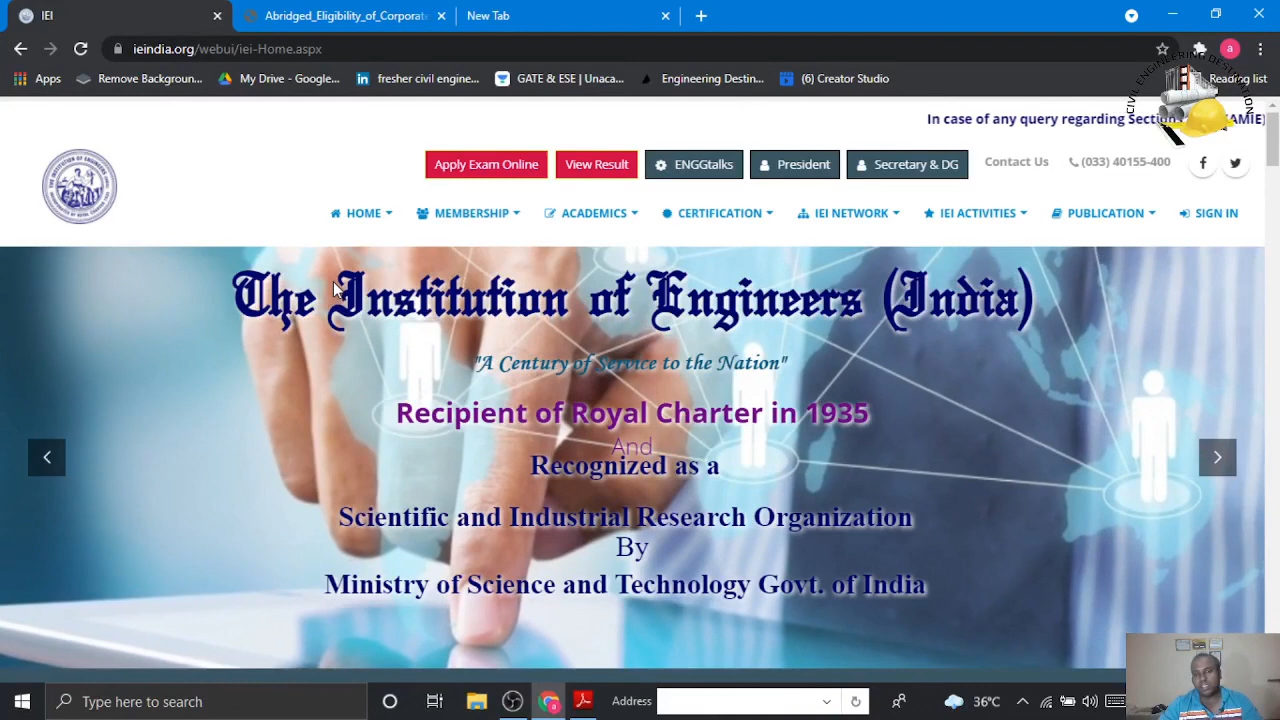 IEI
Abridged_Eligibility_of_Corporate
New Tab
ieindia.org/webui/iei-Home.aspx
Apps
Remove Backgroun...
My Drive - Google...
fresher civil engine...
GATE & ESE | Unaca...
Engineering Destin...
(6) Creator Studio
Reading list
CIVIL ENGINEERING DESTINATION
In case of any query regarding Section
AMIE)
Apply Exam Online
View Result
ENGGtalks
President
Secretary & DG
Contact Us
(033) 40155-400
HOME
MEMBERSHIP
ACADEMICS
CERTIFICATION
IEI NETWORK
IEI ACTIVITIES
PUBLICATION
SIGN IN
The Institution of Engineers (India)
"A Century of Service to the Nation"
Recipient of Royal Charter in 1935
And
Recognized as a
Scientific and Industrial Research Organization
By
Ministry of Science and Technology Govt. of India
Type here to search
Address
36°C